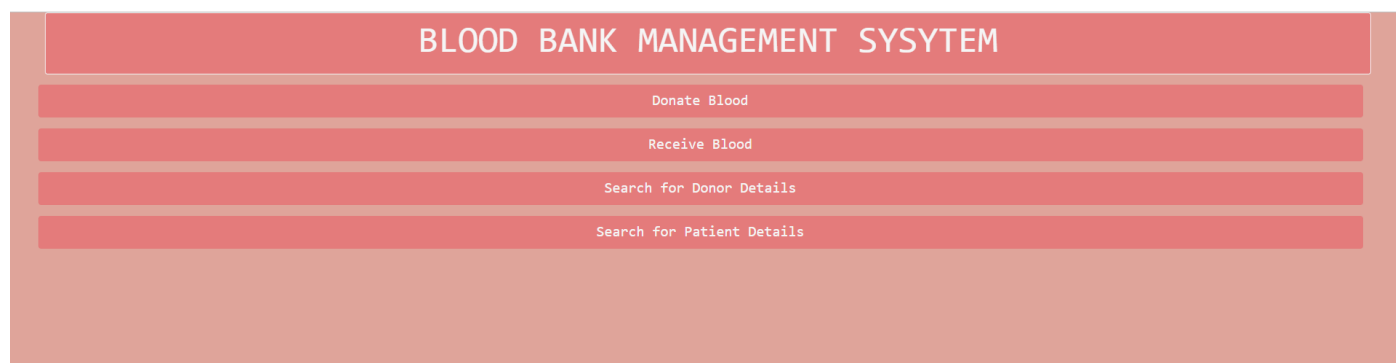 BLOOD BANK MANAGEMENT SYSYTEM
Donate Blood
Receive Blood
Search for Donor Details
Search for Patient Details